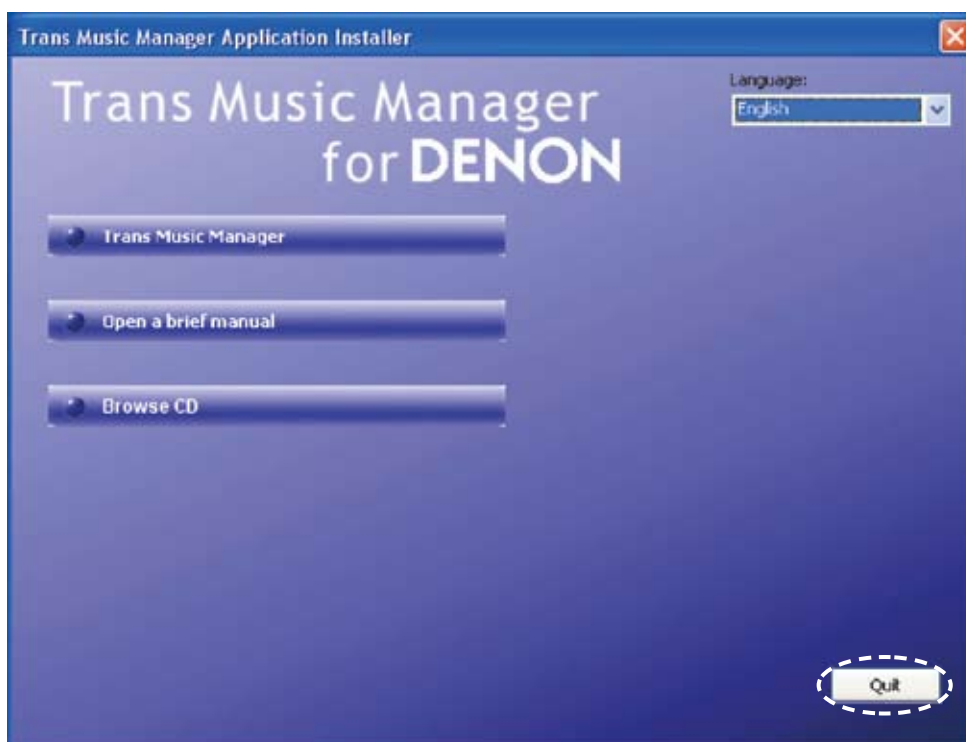 Trans Music Manager Application Installer
Trans Music Manager
for DENON
Language:
English
Trans Music Manager
Open a brief manual
Browse CD
Quit